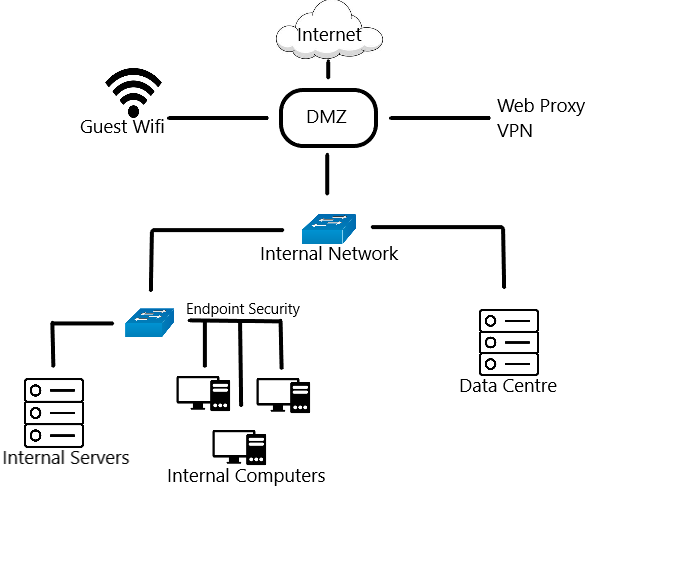 Internet
Guest Wifi
DMZ
Web Proxy
VPN
Internal Network
Endpoint Security
Data Centre
Internal Servers
Internal Computers